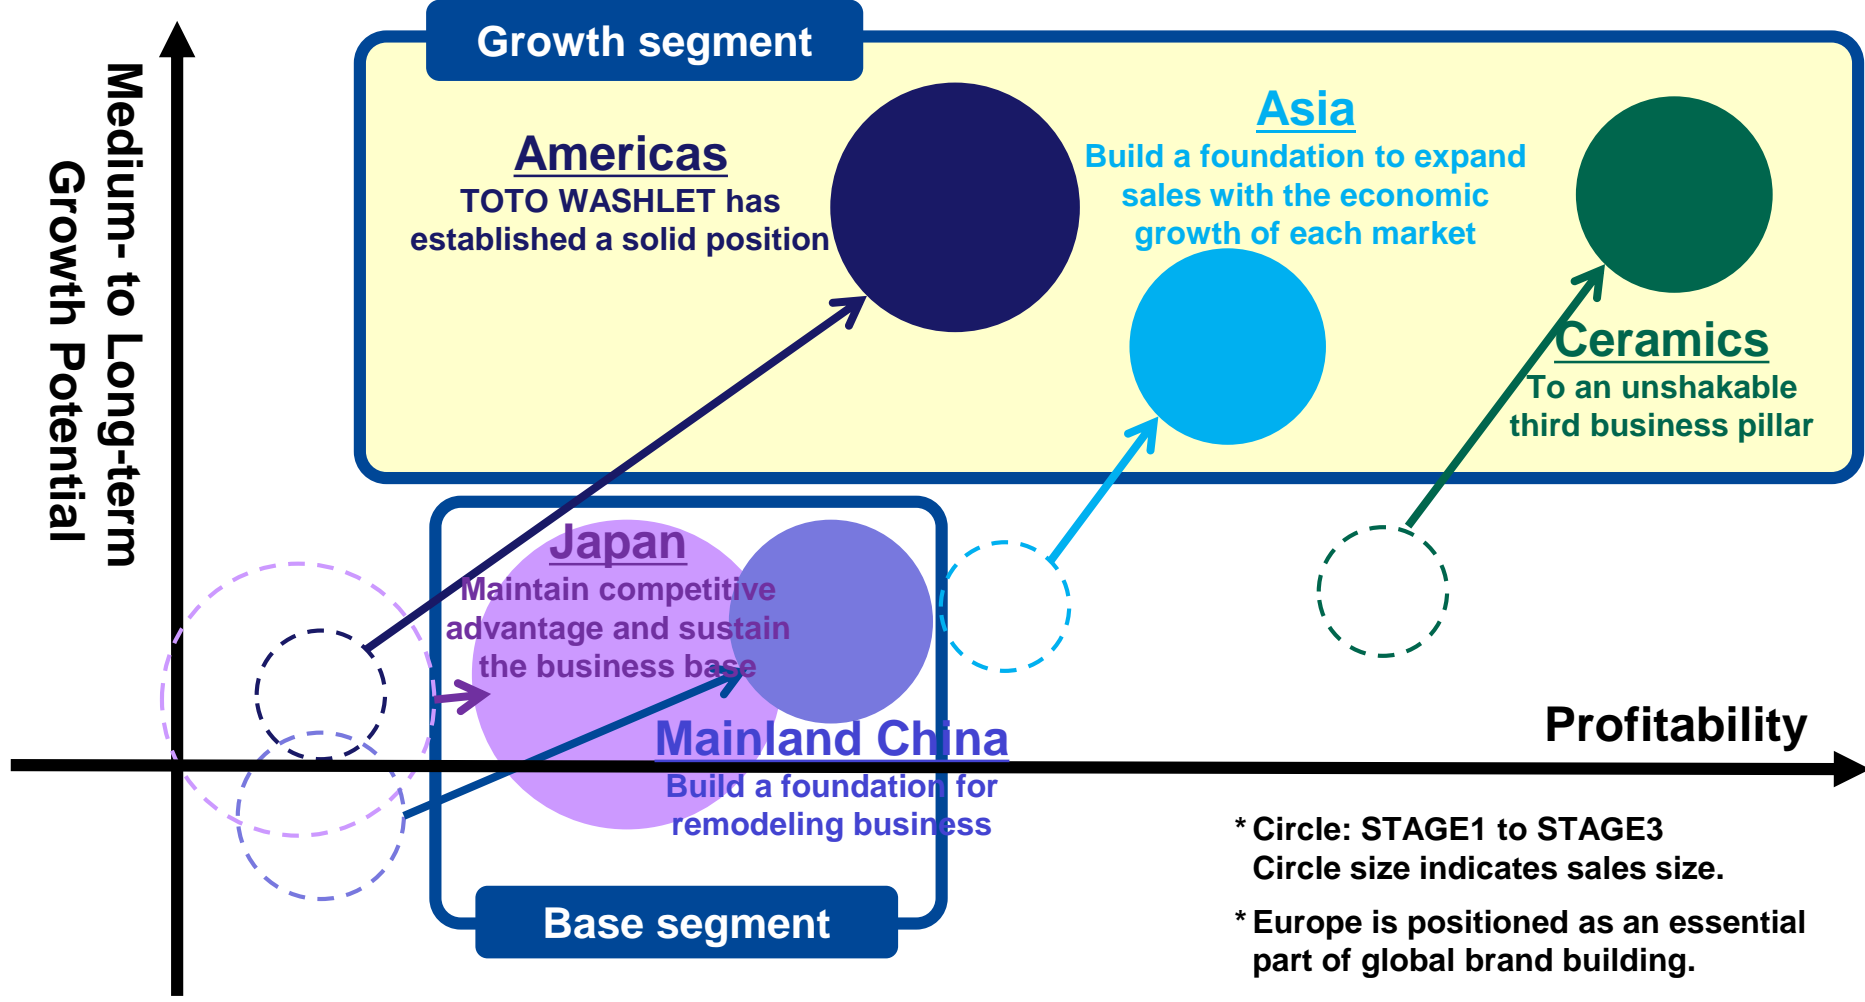 Growth segment
Medium- to Long-term
Growth Potential
Americas
TOTO WASHLET has
established a solid position
Asia
Build a foundation to expand
sales with the economic
growth of each market
Ceramics
To an unshakable
third business pillar
Japan
Maintain competitive
advantage and sustain
the business base
Mainland China
Build a foundation for
remodeling business
Profitability
Base segment
* Circle: STAGE1 to STAGE3
Circle size indicates sales size.
* Europe is positioned as an essential
part of global brand building.